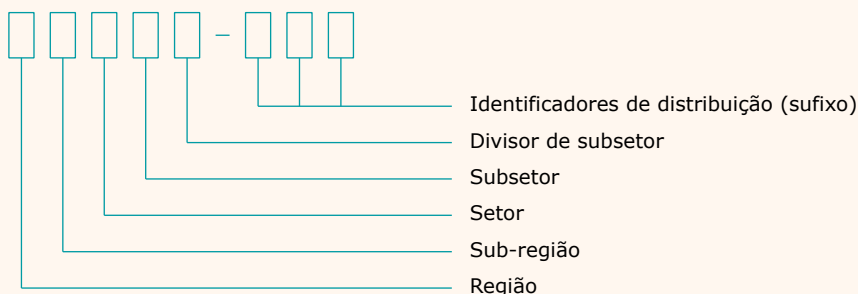 Identificadores de distribuição (sufixo)
Divisor de subsetor
Subsetor
Setor
Sub-região
Região